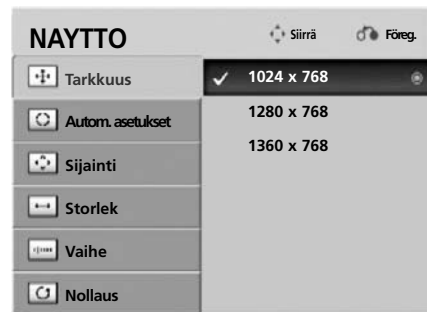 NAYTTO
Siirrä
Föreg.
Tarkkuus
1024 x 768
Autom. asetukset
1280 x 768
1360 x 768
Sijainti
Storlek
Vaihe
Nollaus